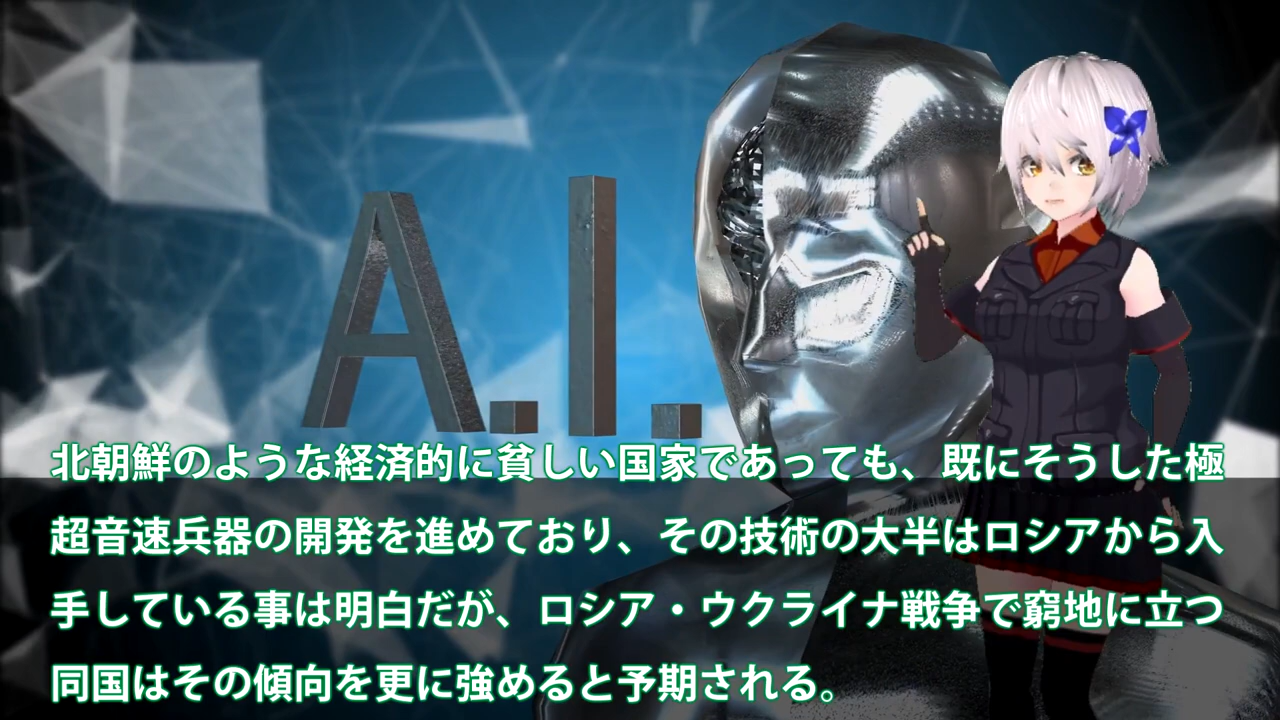 A.I.
北朝鮮のような経済的に貧しい国家であっても、既にそうした極
超音速兵器の開発を進めており、その技術の大半はロシアから入
手している事は明白だが、ロシア・ウクライナ戦争で窮地に立つ
同国はその傾向を更に強めると予期される。